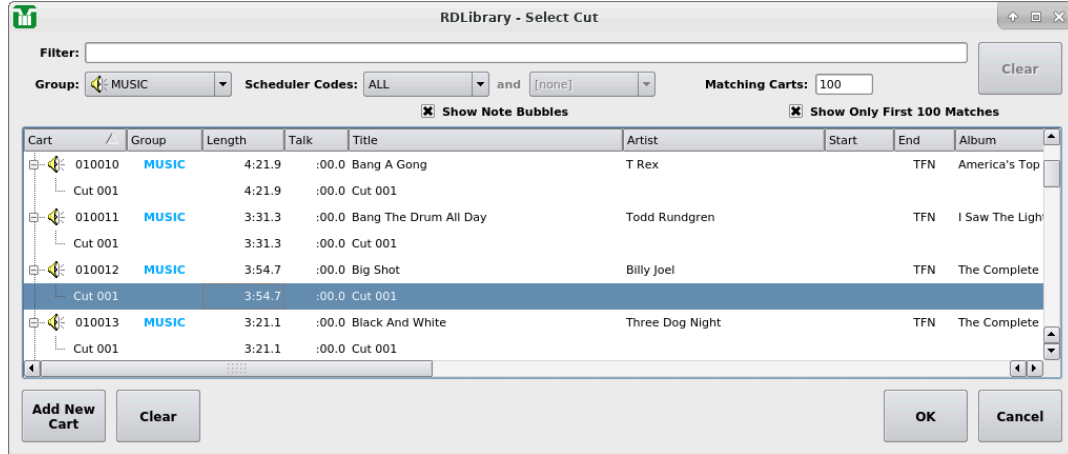 RDLibrary - Select Cut
Filter:
Clear
Group: MUSIC Scheduler Codes: ALL and [none] Matching Carts: 100
Show Note Bubbles Show Only First 100 Matches
Cart Group Length Talk Title Artist Start End Album
010010 MUSIC 4:21.9 :00.0 Bang A Gong T Rex TFN America's Top
Cut 001 4:21.9 :00.0 Cut 001
010011 MUSIC 3:31.3 :00.0 Bang The Drum All Day Todd Rundgren TFN I Saw The Ligh
Cut 001 3:31.3 :00.0 Cut 001
010012 MUSIC 3:54.7 :00.0 Big Shot Billy Joel TFN The Complete
Cut 001 3:54.7 :00.0 Cut 001
010013 MUSIC 3:21.1 :00.0 Black And White Three Dog Night TFN The Complete
Cut 001 3:21.1 :00.0 Cut 001
Add New
Cart
Clear OK Cancel